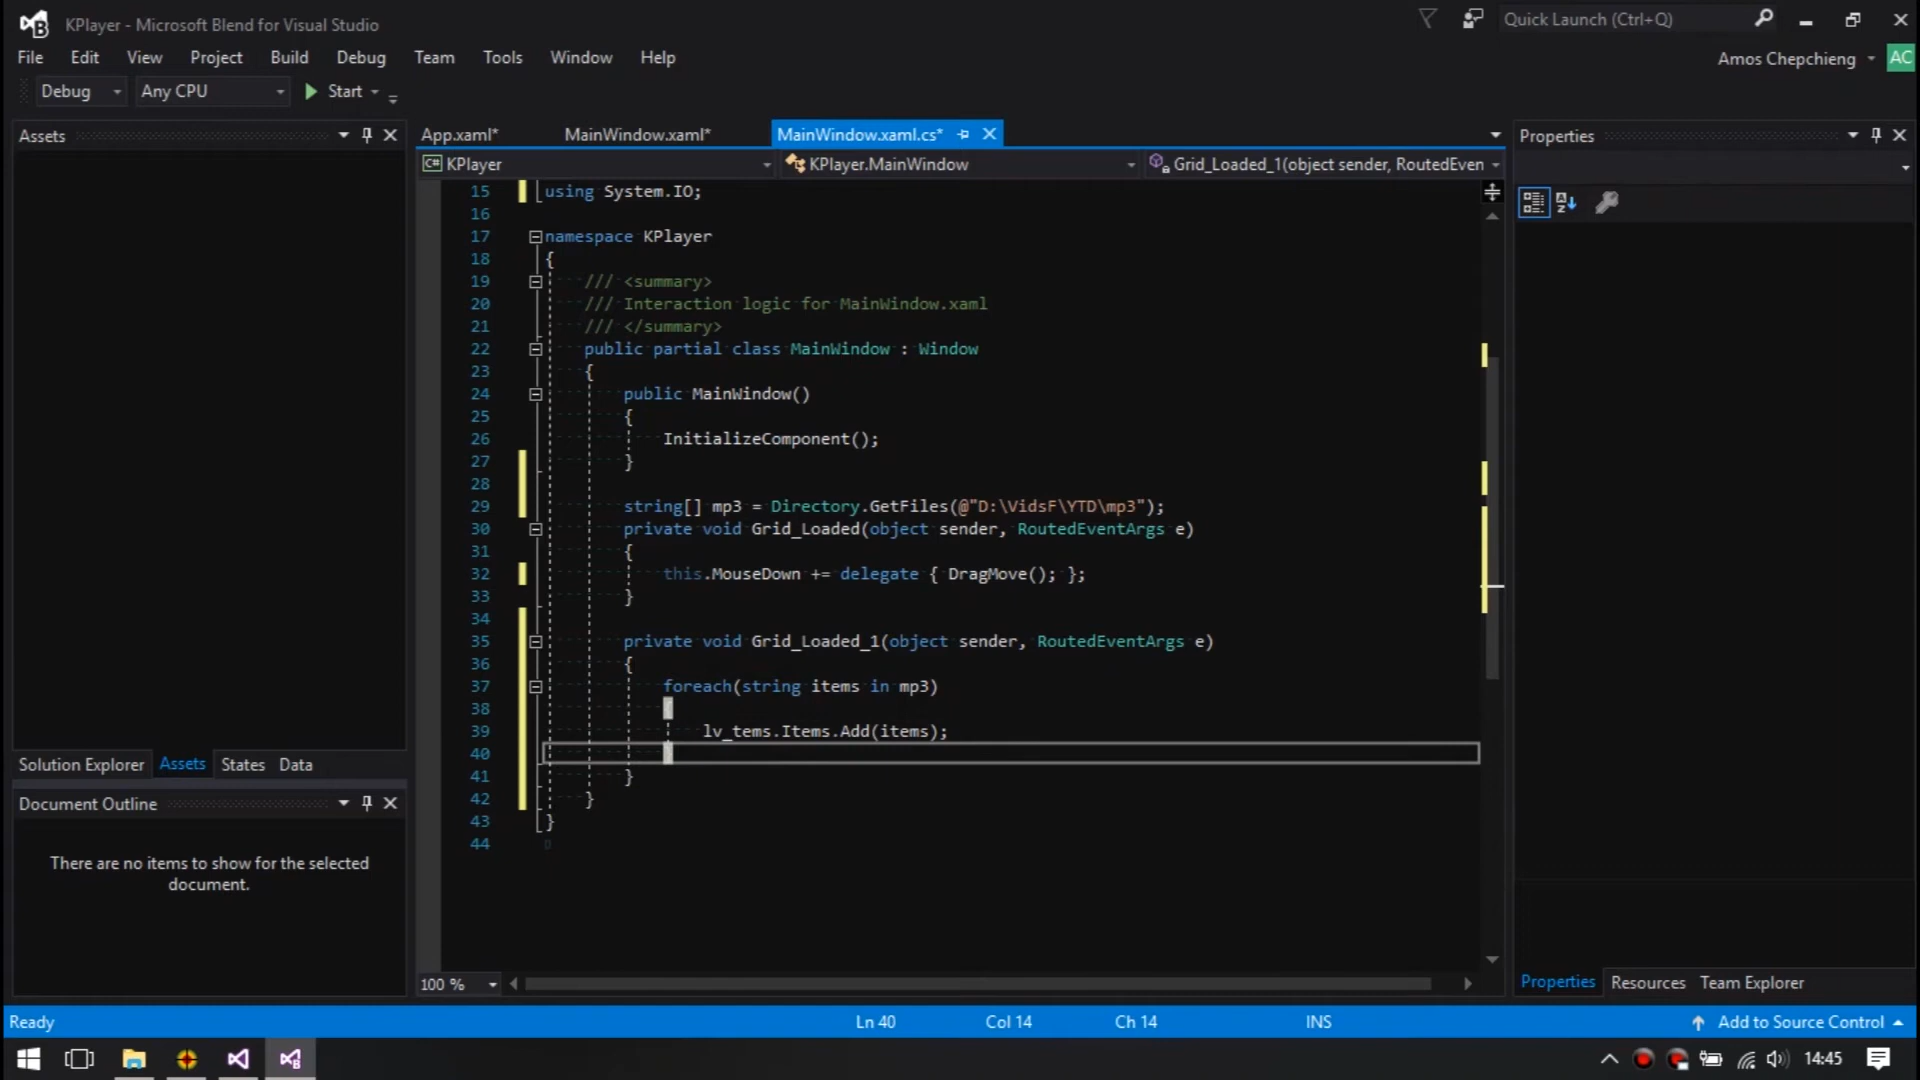 KPlayer - Microsoft Blend for Visual Studio
Quick Launch (Ctrl+Q)
File Edit View Project Build Debug Team Tools Window Help
Amos Chepchieng AC
Debug Any CPU Start
Assets
App.xaml* MainWindow.xaml* MainWindow.xaml.cs*
Properties
C# KPlayer KPlayer.MainWindow Grid_Loaded_1(object sender, RoutedEven
15 using System.IO;
16
17 namespace KPlayer
18 {
19 /// <summary>
20 /// Interaction logic for MainWindow.xaml
21 /// </summary>
22 public partial class MainWindow : Window
23 {
24 public MainWindow()
25 {
26 InitializeComponent();
27 }
28
29 string[] mp3 = Directory.GetFiles(@"D:\VidsF\YTD\mp3");
30 private void Grid_Loaded(object sender, RoutedEventArgs e)
31 {
32 this.MouseDown += delegate { DragMove(); };
33 }
34
35 private void Grid_Loaded_1(object sender, RoutedEventArgs e)
36 {
37 foreach(string items in mp3)
38 {
39 lv_tems.Items.Add(items);
40 }
41 }
42 }
43 }
44
Solution Explorer Assets States Data
Document Outline
There are no items to show for the selected
document.
100 %
Properties Resources Team Explorer
Ready Ln 40 Col 14 Ch 14 INS Add to Source Control
14:45